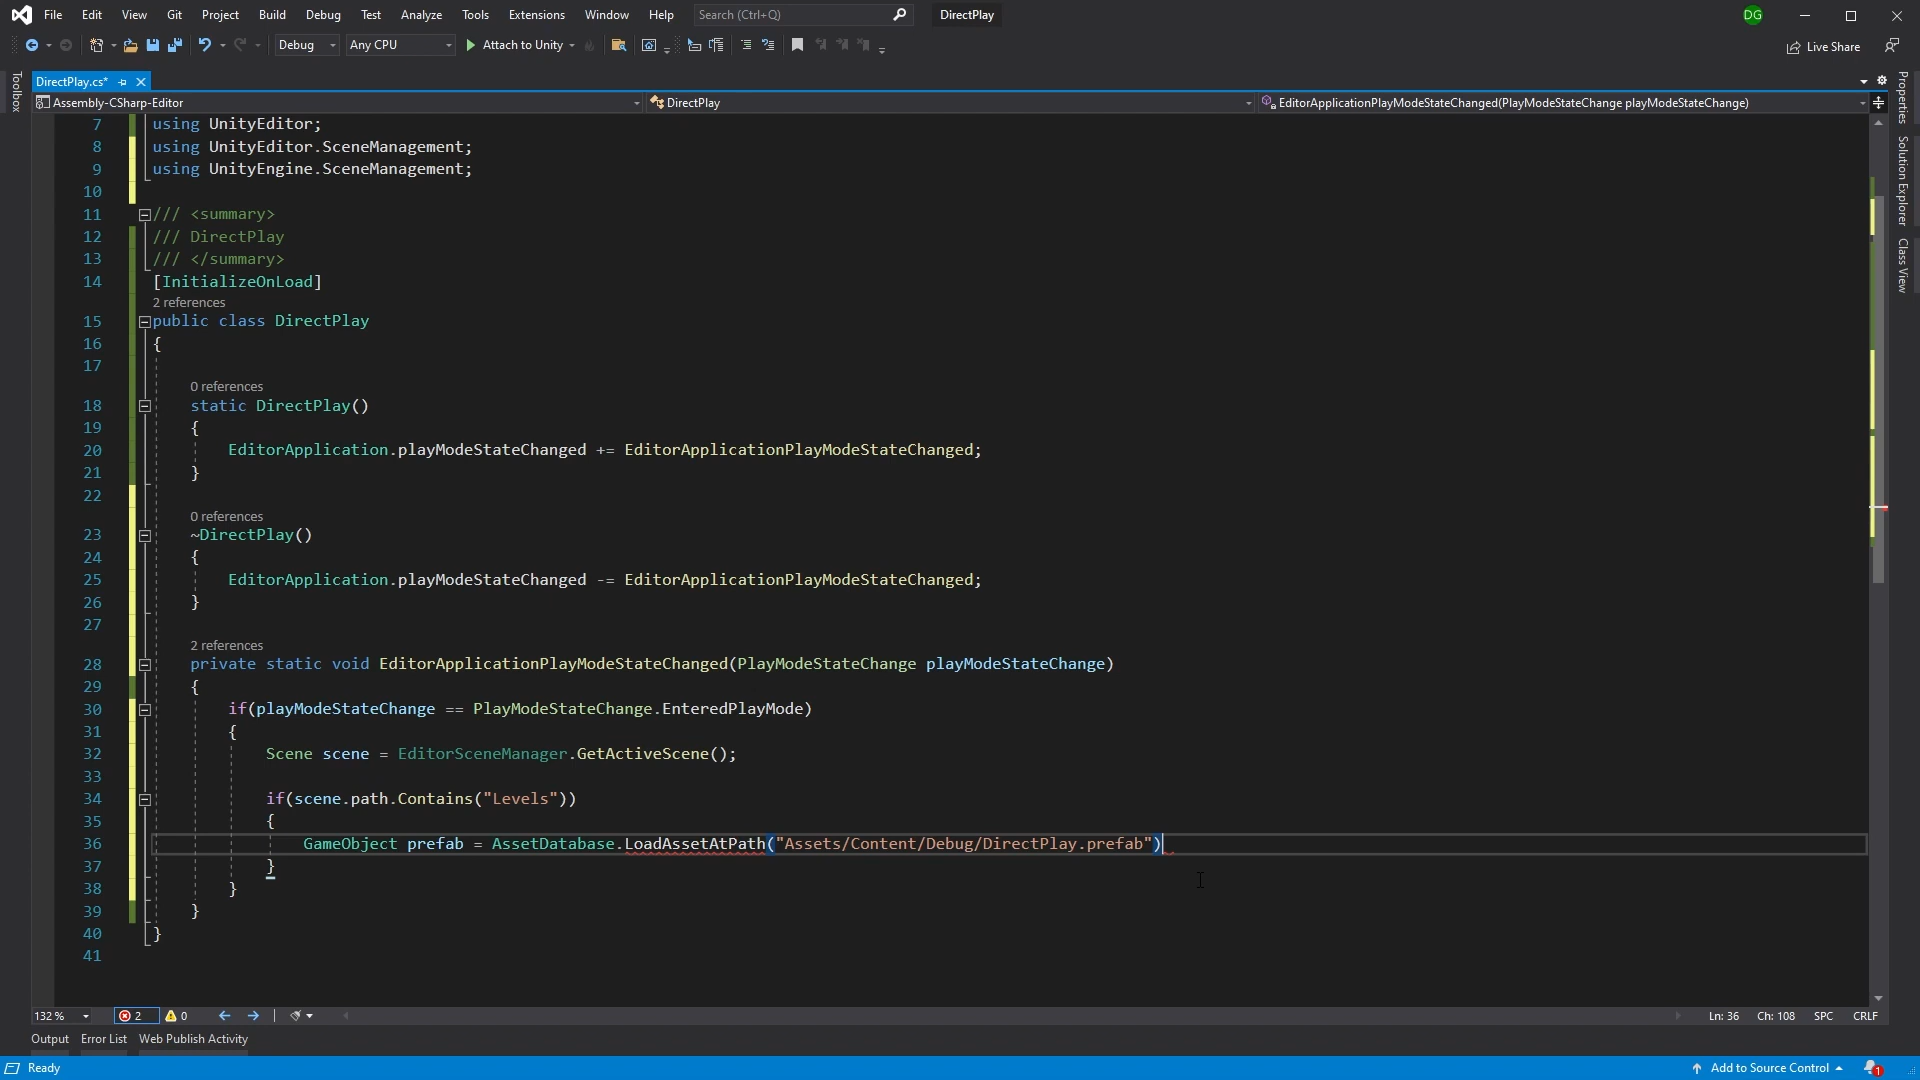 File Edit View Git Project Build Debug Test Analyze Tools Extensions Window Help Search (Ctrl+Q) DirectPlay DG
Debug Any CPU Attach to Unity Live Share
Toolbox
DirectPlay.cs*
Assembly-CSharp-Editor DirectPlay EditorApplicationPlayModeStateChanged(PlayModeStateChange playModeStateChange)
7 using UnityEditor;
8 using UnityEditor.SceneManagement;
9 using UnityEngine.SceneManagement;
10
11 /// <summary>
12 /// DirectPlay
13 /// </summary>
14 [InitializeOnLoad]
2 references
15 public class DirectPlay
16 {
17
0 references
18 static DirectPlay()
19 {
20 EditorApplication.playModeStateChanged += EditorApplicationPlayModeStateChanged;
21 }
22
0 references
23 ~DirectPlay()
24 {
25 EditorApplication.playModeStateChanged -= EditorApplicationPlayModeStateChanged;
26 }
27
2 references
28 private static void EditorApplicationPlayModeStateChanged(PlayModeStateChange playModeStateChange)
29 {
30 if(playModeStateChange == PlayModeStateChange.EnteredPlayMode)
31 {
32 Scene scene = EditorSceneManager.GetActiveScene();
33
34 if(scene.path.Contains("Levels"))
35 {
36 GameObject prefab = AssetDatabase.LoadAssetAtPath("Assets/Content/Debug/DirectPlay.prefab")
37 }
38 }
39 }
40 }
41
Properties
Solution Explorer
Class View
132 % 2 0 Ln: 36 Ch: 108 SPC CRLF
Output Error List Web Publish Activity
Ready Add to Source Control 1